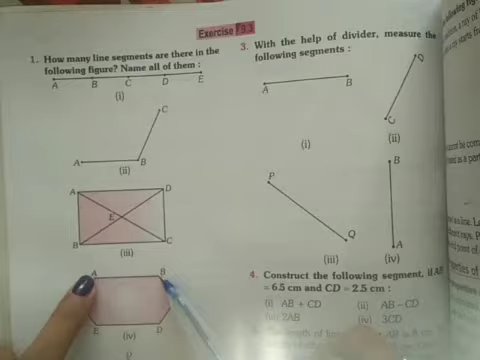 Exercise 9.3
1. How many line segments are there in the
following figure? Name all of them :
A B C D E
(i)
C
A B
(ii)
A D
E
B C
(iii)
A B
E D
(iv)
3. With the help of divider, measure the
following segments :
A B
(i)
D
C
(ii)
P
Q
(iii)
B
A
(iv)
4. Construct the following segment, if AB
= 6.5 cm and CD = 2.5 cm :
(i) AB + CD (ii) AB – CD
2AB (iv) 3CD